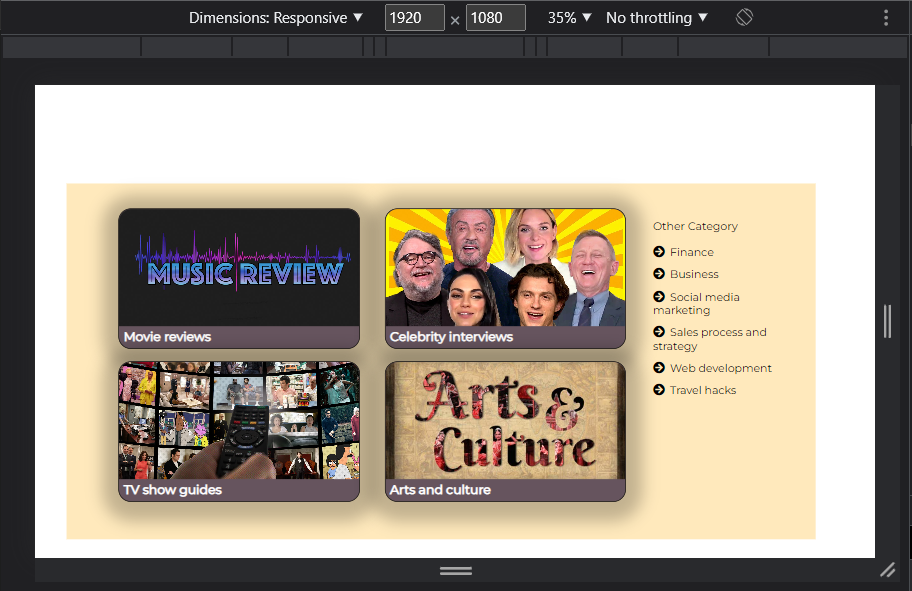 Dimensions: Responsive ▼ 1920 × 1080 35% ▼ No throttling ▼
MUSIC REVIEW
Movie reviews
Celebrity interviews
TV show guides
Arts &
Culture
Arts and culture
Other Category
Finance
Business
Social media
marketing
Sales process and
strategy
Web development
Travel hacks